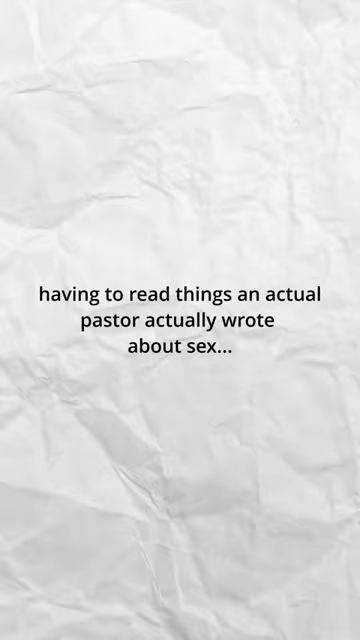 having to read things an actual
pastor actually wrote
about sex...